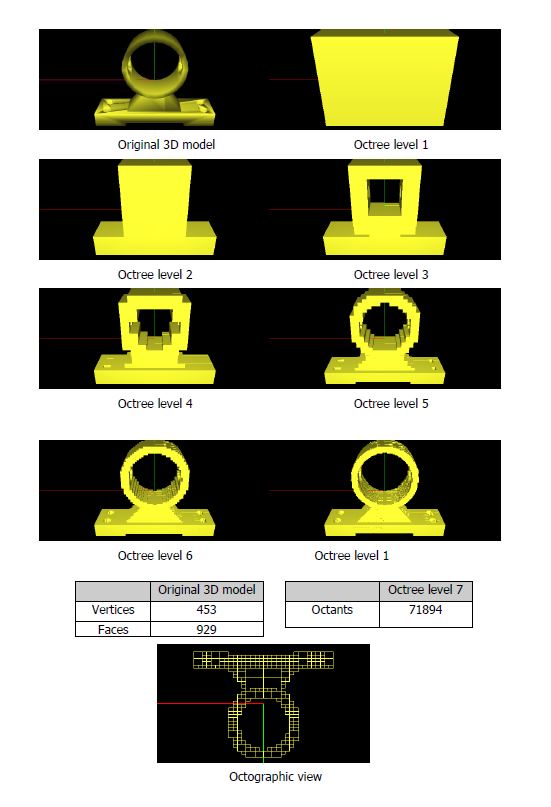 Original 3D model
Octree level 1
Octree level 2
Octree level 3
Octree level 4
Octree level 5
Octree level 6
Octree level 1
Original 3D model
Vertices 453
Faces 929
Octree level 7
Octants 71894
Octographic view